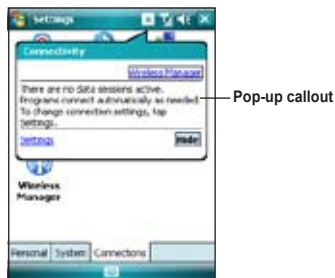 Settings
Connectivity
Wireless Manager
There are no data sessions active.
Programs connect automatically as needed.
To change connection settings, tap
Settings.
Settings
Hide
Pop-up callout
Wireless
Manager
Personal System Connections